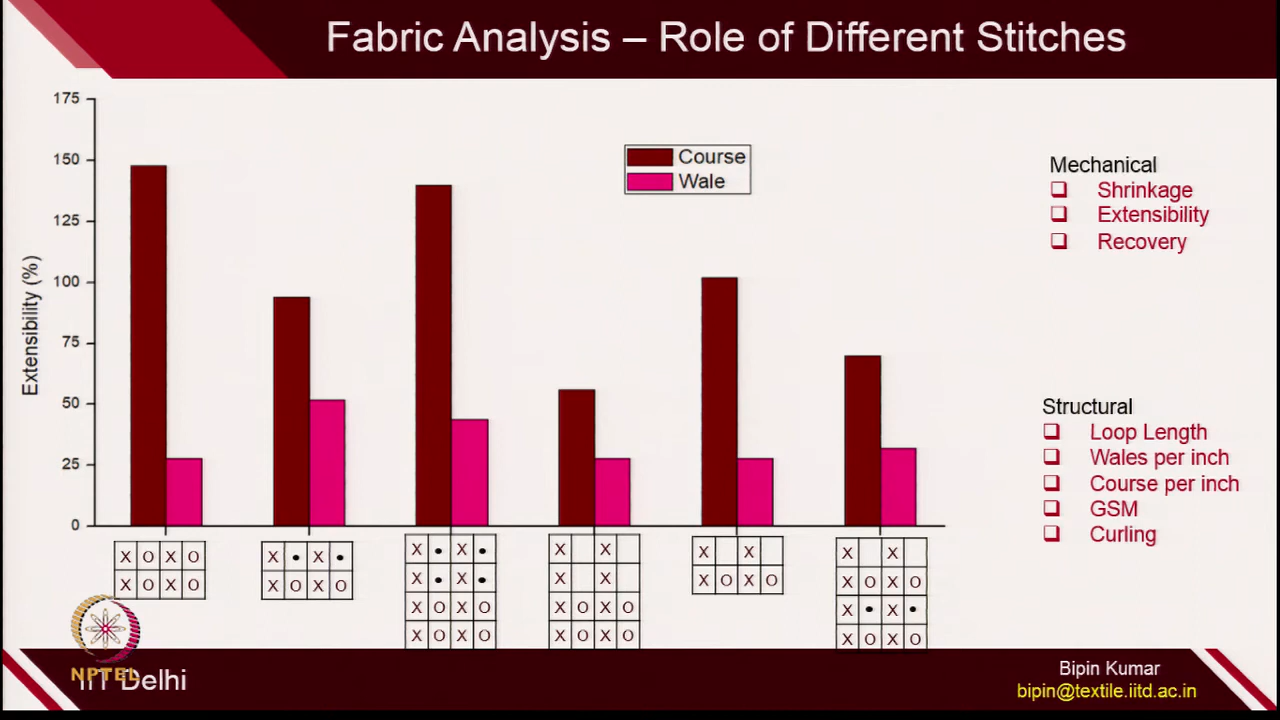 Fabric Analysis – Role of Different Stitches
175
150
125
100
75
50
25
0
Extensibility (%)
Course
Wale
Mechanical
❑ Shrinkage
❑ Extensibility
❑ Recovery
Structural
❑ Loop Length
❑ Wales per inch
❑ Course per inch
❑ GSM
❑ Curling
X O X O
X O X O
X • X •
X O X O
X • X •
X • X •
X O X O
X O X O
X X
X X
X O X O
X O X O
X X
X O X O
X X
X O X O
X • X •
X O X O
NPTEL
IIT Delhi
Bipin Kumar
bipin@textile.iitd.ac.in